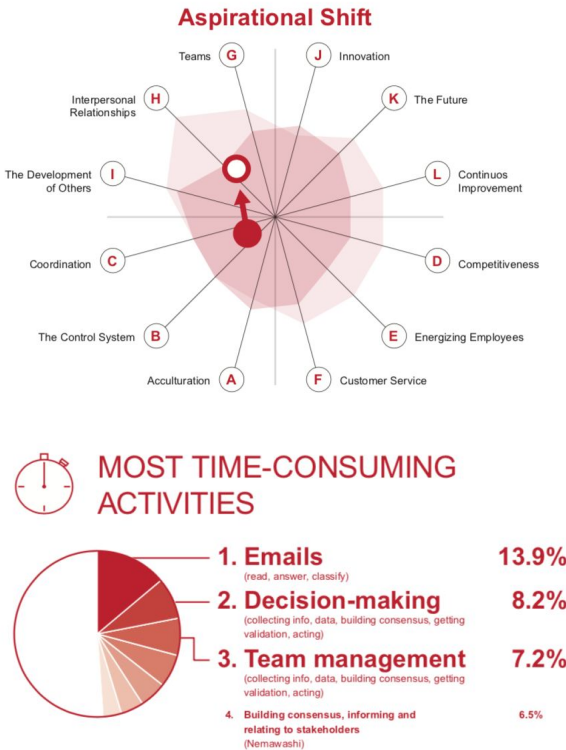 Aspirational Shift
Teams G
J Innovation
Interpersonal
Relationships
H
K The Future
The Development
of Others
I
L Continuos
Improvement
Coordination C
D Competitiveness
The Control System B
E Energizing Employees
Acculturation A
F Customer Service
MOST TIME-CONSUMING
ACTIVITIES
1. Emails 13.9%
(read, answer, classify)
2. Decision-making 8.2%
(collecting info, data, building consensus, getting
validation, acting)
3. Team management 7.2%
(collecting info, data, building consensus, getting
validation, acting)
4. Building consensus, informing and 6.5%
relating to stakeholders
(Nemawashi)